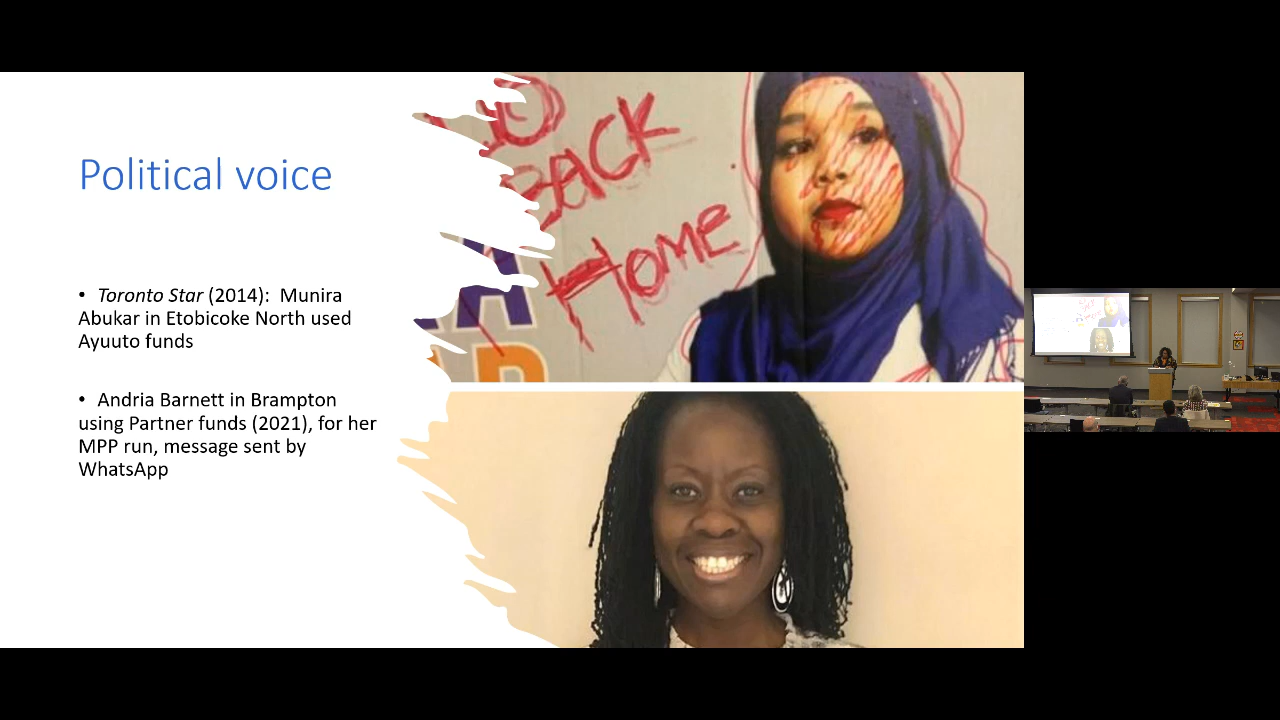 Political voice
• Toronto Star (2014): Munira
Abukar in Etobicoke North used
Ayuuto funds
• Andria Barnett in Brampton
using Partner funds (2021), for her
MPP run, message sent by
WhatsApp
GO
BACK
HOME
A